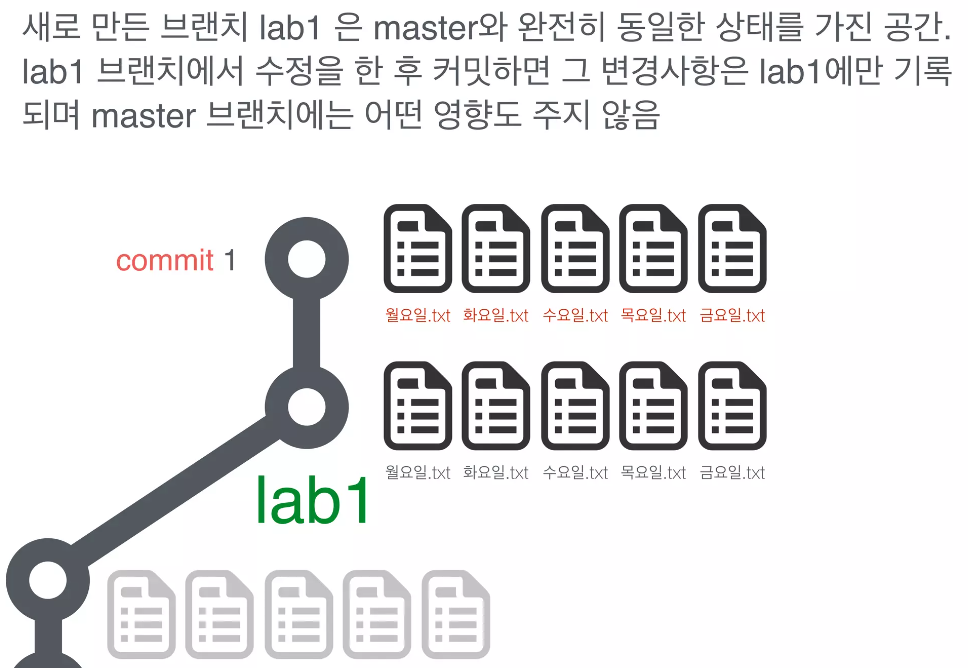 새로 만든 브랜치 lab1 은 master와 완전히 동일한 상태를 가진 공간.
lab1 브랜치에서 수정을 한 후 커밋하면 그 변경사항은 lab1에만 기록
되며 master 브랜치에는 어떤 영향도 주지 않음
commit 1
월요일.txt 화요일.txt 수요일.txt 목요일.txt 금요일.txt
월요일.txt 화요일.txt 수요일.txt 목요일.txt 금요일.txt
lab1